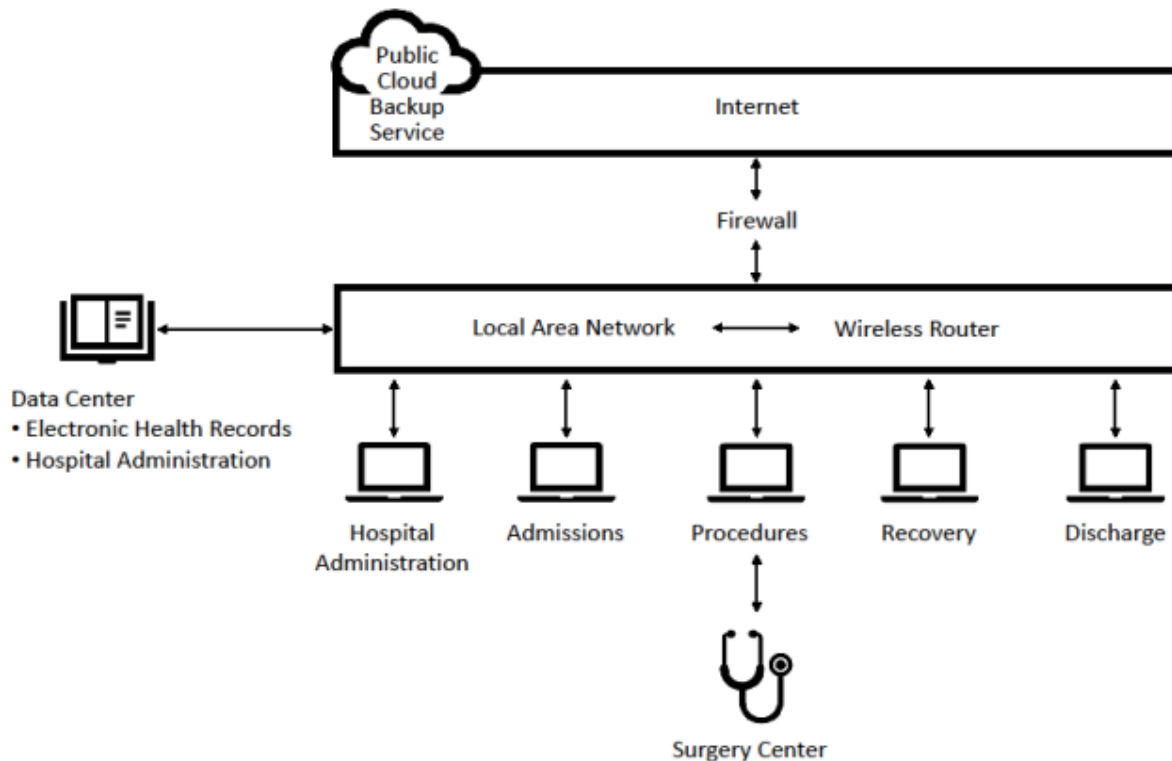 Public
Cloud
Backup
Service
Internet
Firewall
Local Area Network
Wireless Router
Data Center
• Electronic Health Records
• Hospital Administration
Hospital
Administration
Admissions
Procedures
Recovery
Discharge
Surgery Center